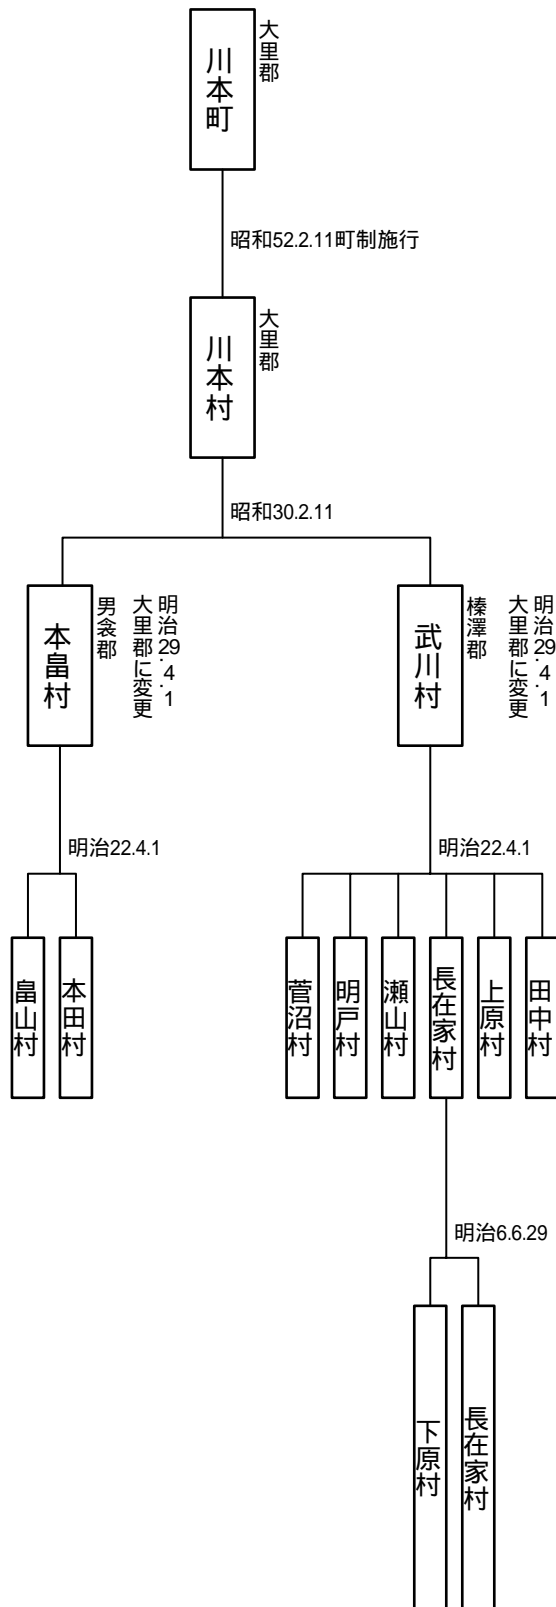 川本町
大里郡
昭和52.2.11町制施行
川本村
大里郡
昭和30.2.11
本畠村
男衾郡
明治29.4.1
大里郡に変更
武川村
榛澤郡
明治29.4.1
大里郡に変更
明治22.4.1
明治22.4.1
畠山村
本田村
菅沼村
明戸村
瀬山村
長在家村
上原村
田中村
明治6.6.29
下原村
長在家村